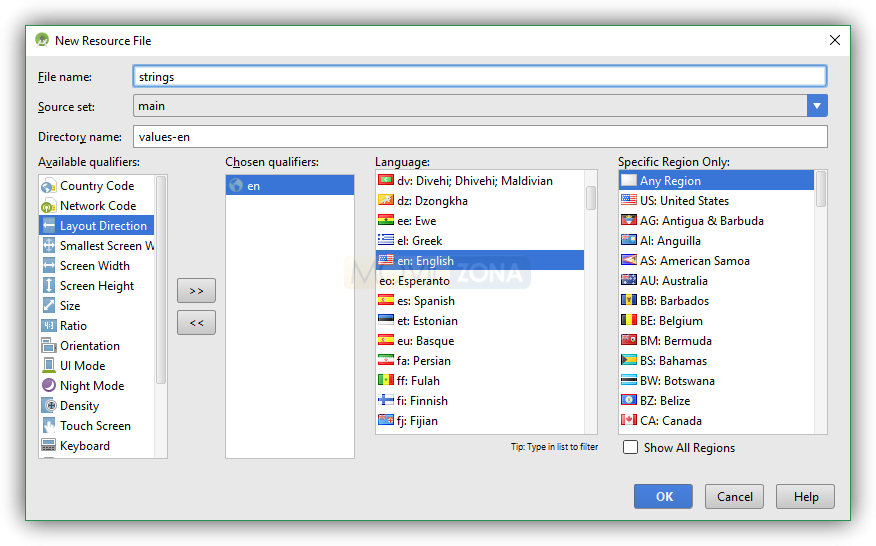 New Resource File
File name:
strings
Source set:
main
Directory name:
values-en
Available qualifiers:
Country Code
Network Code
Layout Direction
Smallest Screen W
Screen Width
Screen Height
Size
Ratio
Orientation
UI Mode
Night Mode
Density
Touch Screen
Keyboard
>>
<<
Chosen qualifiers:
en
Language:
dv: Divehi; Dhivehi; Maldivian
dz: Dzongkha
ee: Ewe
el: Greek
en: English
eo: Esperanto
es: Spanish
et: Estonian
eu: Basque
fa: Persian
ff: Fulah
fi: Finnish
fj: Fijian
Tip: Type in list to filter
Specific Region Only:
Any Region
US: United States
AG: Antigua & Barbuda
AI: Anguilla
AS: American Samoa
AU: Australia
BB: Barbados
BE: Belgium
BM: Bermuda
BS: Bahamas
BW: Botswana
BZ: Belize
CA: Canada
Show All Regions
OK
Cancel
Help
ZONA